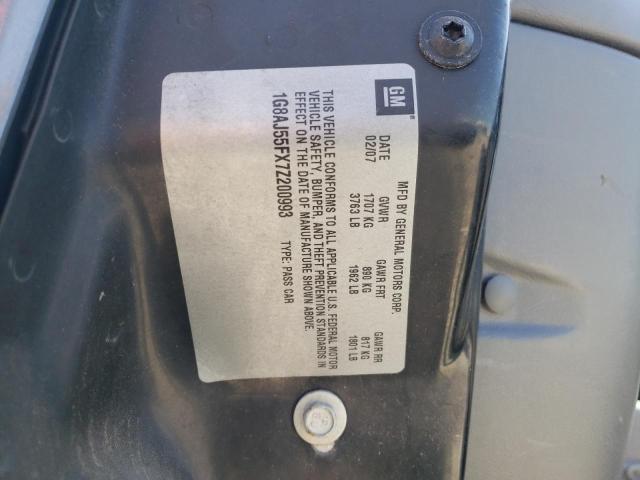 GM
MFD BY GENERAL MOTORS CORP.
DATE GVWR GAWR FRT GAWR RR
02/07 1707 KG 890 KG 817 KG
3763 LB 1962 LB 1801 LB
THIS VEHICLE CONFORMS TO ALL APPLICABLE U.S. FEDERAL MOTOR
VEHICLE SAFETY, BUMPER, AND THEFT PREVENTION STANDARDS IN
EFFECT ON THE DATE OF MANUFACTURE SHOWN ABOVE.
1G8AJ55FX7Z200993 TYPE: PASS CAR